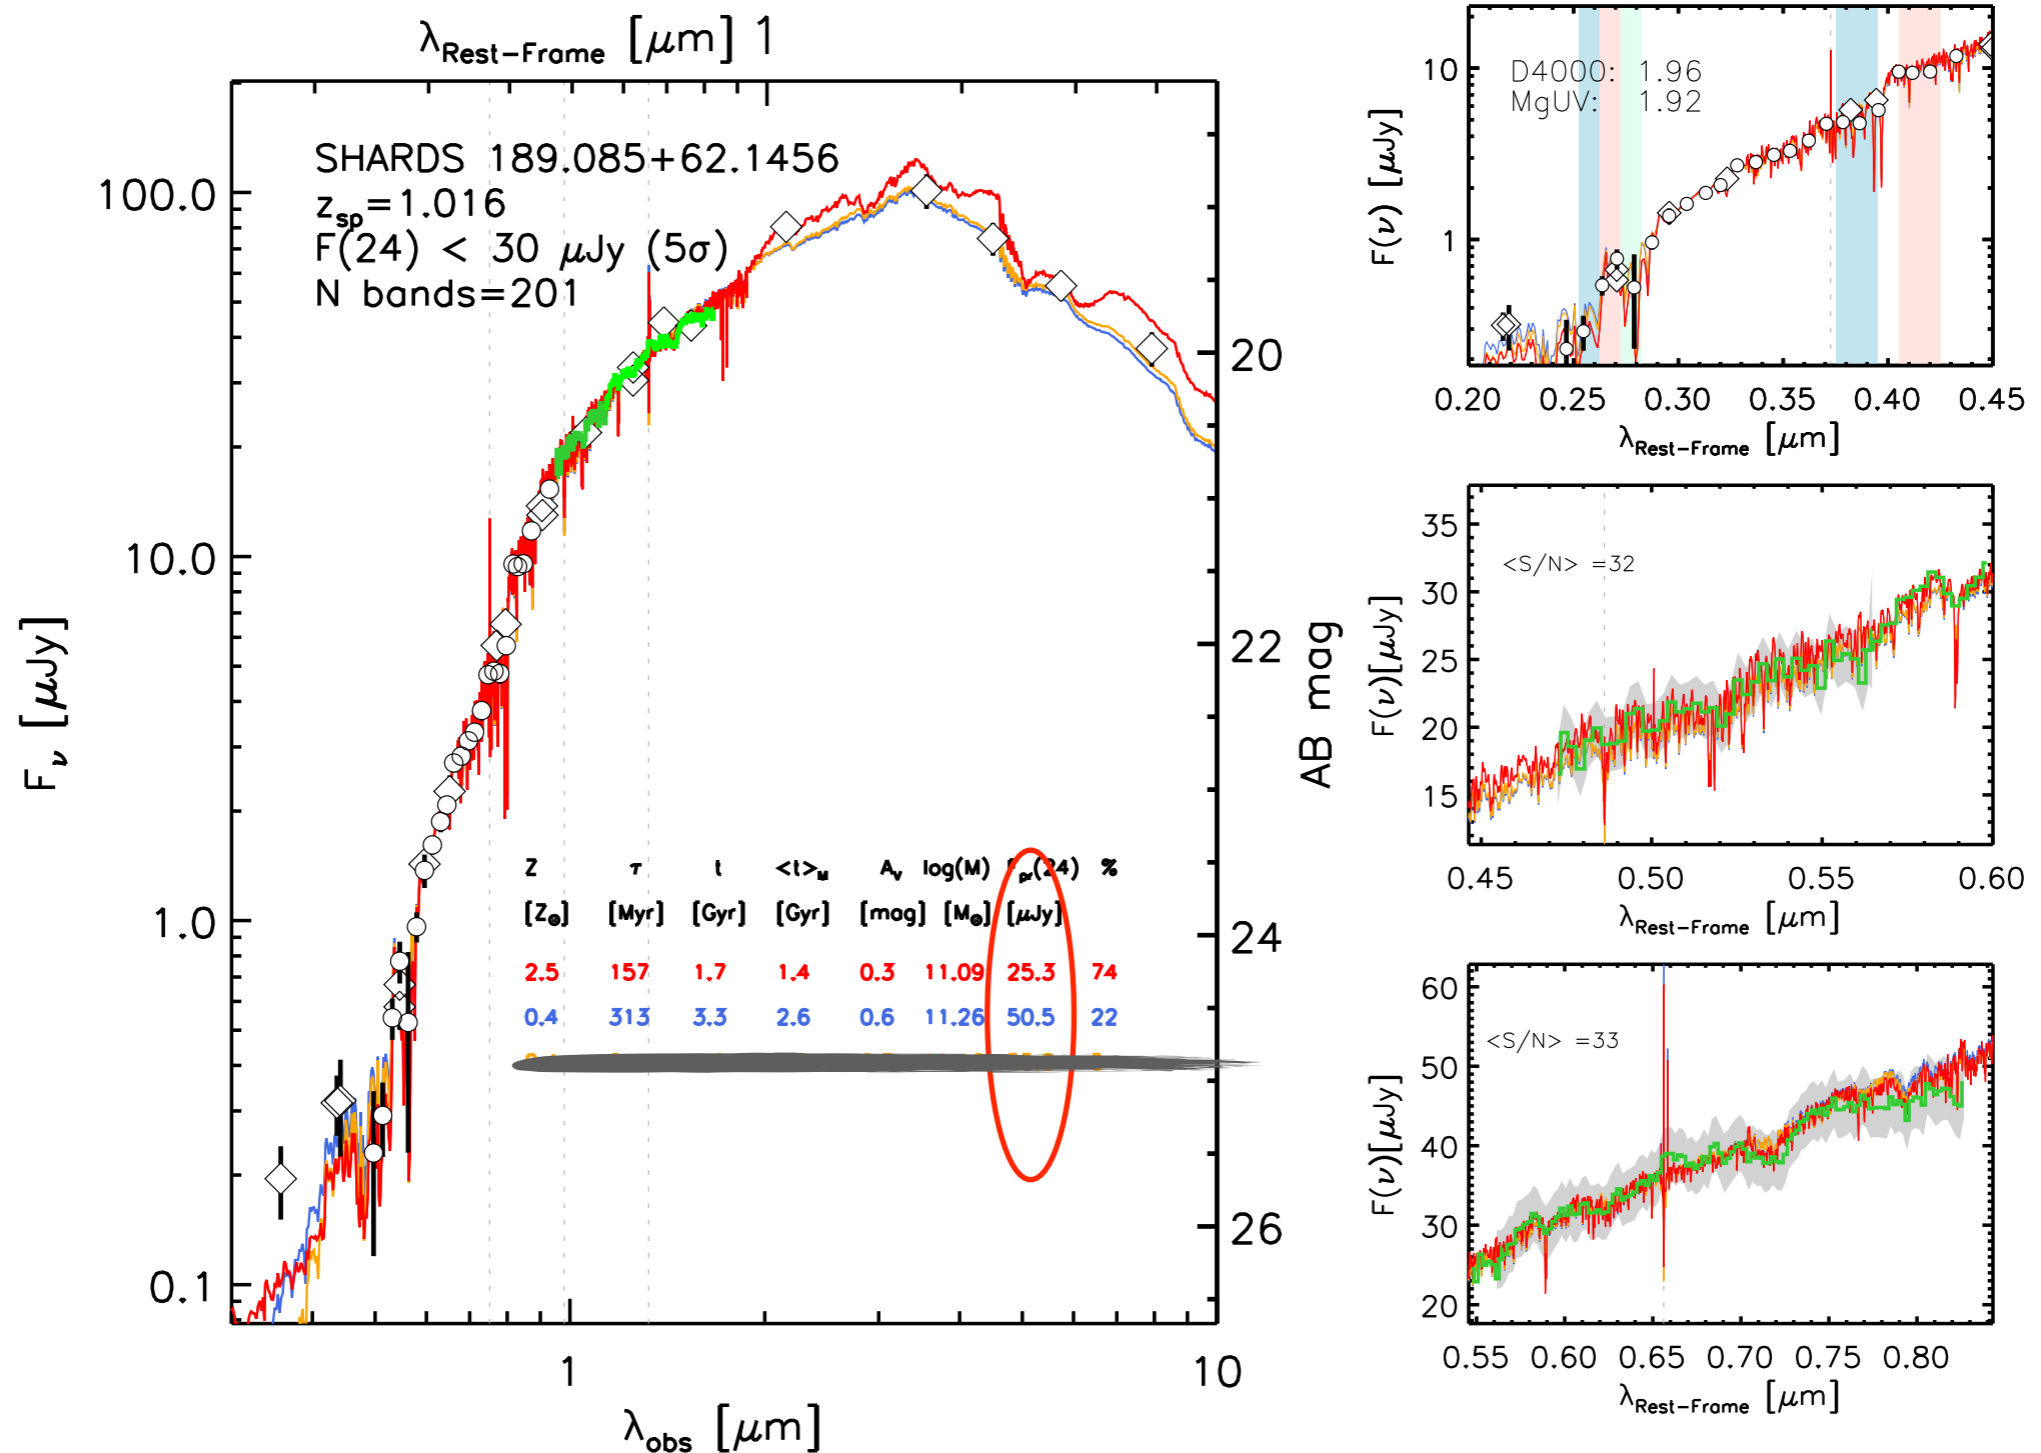 λRest-Frame [μm] 1
SHARDS 189.085+62.1456
zsp=1.016
F(24) < 30 μJy (5σ)
N bands=201
100.0
10.0
1.0
0.1
Fν [μJy]
20
22
24
26
AB mag
Z τ t <t>M Av log(M) (24) %
[Z⊙] [Myr] [Gyr] [Gyr] [mag] [M⊙] [μJy]
2.5 157 1.7 1.4 0.3 11.09 25.3 74
0.4 313 3.3 2.6 0.6 11.26 50.5 22
1 10
λobs [μm]
D4000: 1.96
MgUV: 1.92
10
1
F(ν) [μJy]
0.20 0.25 0.30 0.35 0.40 0.45
λRest-Frame [μm]
<S/N> =32
35
30
25
20
15
F(ν)[μJy]
0.45 0.50 0.55 0.60
λRest-Frame [μm]
<S/N> =33
60
50
40
30
20
F(ν)[μJy]
0.55 0.60 0.65 0.70 0.75 0.80
λRest-Frame [μm]